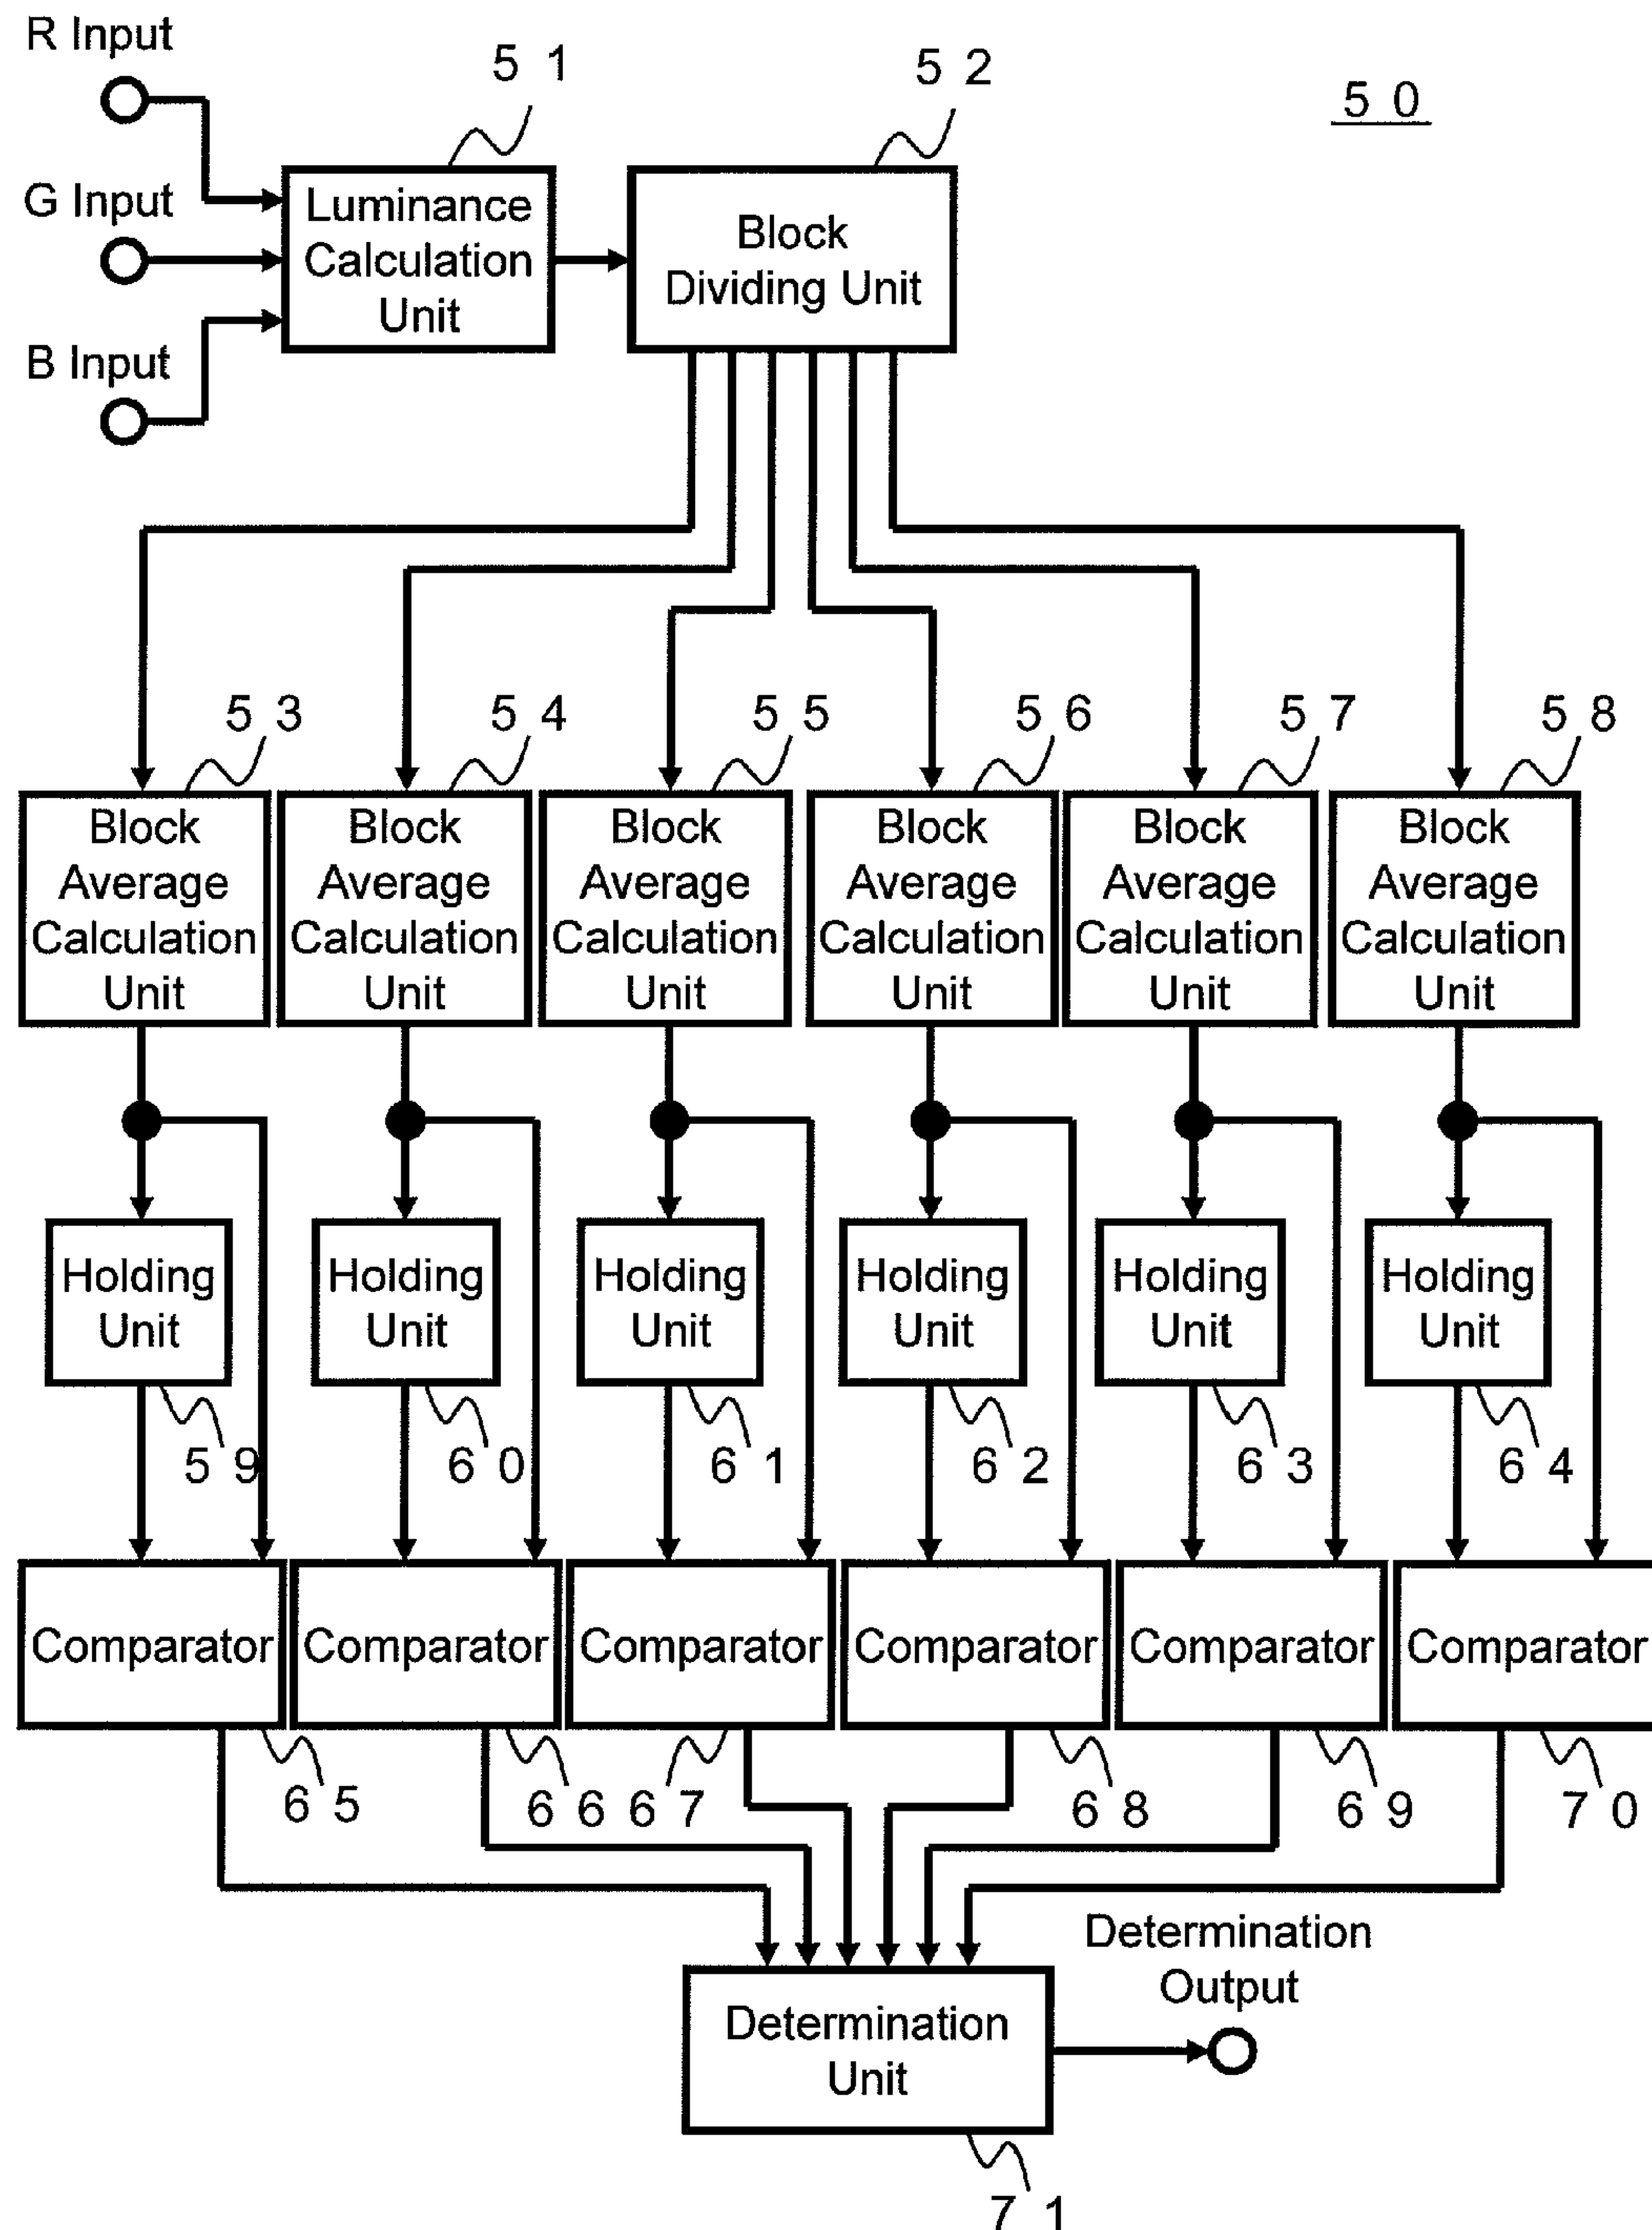 R Input
5 1
5 2
5 0
G Input
Luminance
Calculation
Unit
Block
Dividing Unit
B Input
5 3
5 4
5 5
5 6
5 7
5 8
Block
Average
Calculation
Unit
Block
Average
Calculation
Unit
Block
Average
Calculation
Unit
Block
Average
Calculation
Unit
Block
Average
Calculation
Unit
Block
Average
Calculation
Unit
Holding
Unit
Holding
Unit
Holding
Unit
Holding
Unit
Holding
Unit
Holding
Unit
5 9
6 0
6 1
6 2
6 3
6 4
Comparator
Comparator
Comparator
Comparator
Comparator
Comparator
6 5
6 6
6 7
6 8
6 9
7 0
Determination
Output
Determination
Unit
7 1